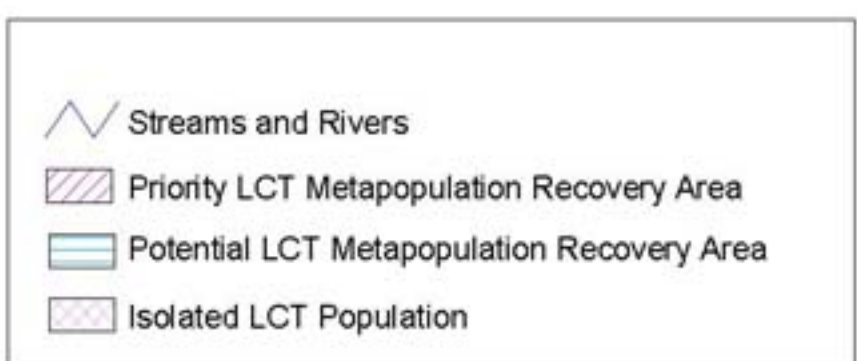 Streams and Rivers
Priority LCT Metapopulation Recovery Area
Potential LCT Metapopulation Recovery Area
Isolated LCT Population